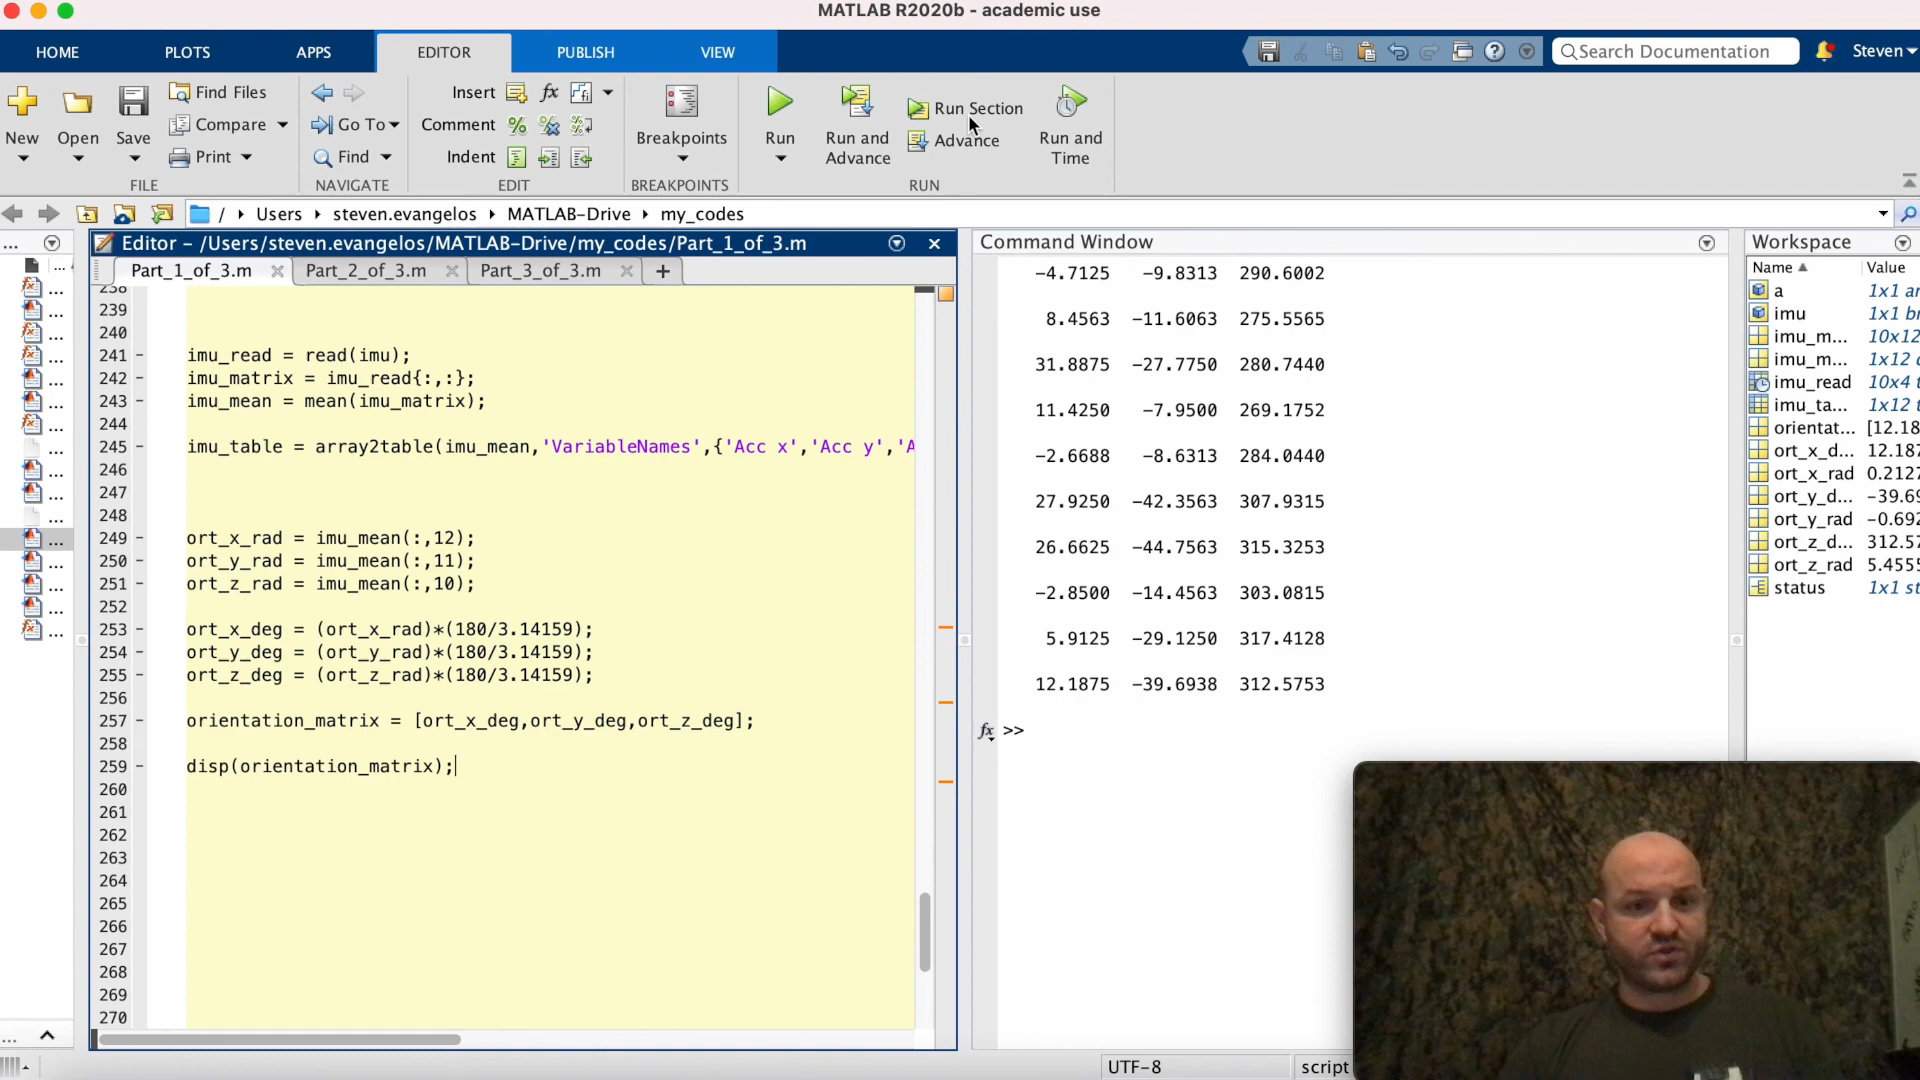 MATLAB R2020b - academic use
HOME PLOTS APPS EDITOR PUBLISH VIEW Search Documentation Steven
New Open Save Find Files Compare Print
FILE
Go To Find
NAVIGATE
Insert fx
Comment
Indent
EDIT
Breakpoints
BREAKPOINTS
Run Run and Advance Run Section Advance Run and Time
RUN
/ Users steven.evangelos MATLAB-Drive my_codes
Editor - /Users/steven.evangelos/MATLAB-Drive/my_codes/Part_1_of_3.m
Part_1_of_3.m Part_2_of_3.m Part_3_of_3.m +
238
239
240
241 - imu_read = read(imu);
242 - imu_matrix = imu_read{:,:};
243 - imu_mean = mean(imu_matrix);
244
245 - imu_table = array2table(imu_mean,'VariableNames',{'Acc x','Acc y','A
246
247
248
249 - ort_x_rad = imu_mean(:,12);
250 - ort_y_rad = imu_mean(:,11);
251 - ort_z_rad = imu_mean(:,10);
252
253 - ort_x_deg = (ort_x_rad)*(180/3.14159);
254 - ort_y_deg = (ort_y_rad)*(180/3.14159);
255 - ort_z_deg = (ort_z_rad)*(180/3.14159);
256
257 - orientation_matrix = [ort_x_deg,ort_y_deg,ort_z_deg];
258
259 - disp(orientation_matrix);
260
261
262
263
264
265
266
267
268
269
270
Command Window
-4.7125 -9.8313 290.6002
8.4563 -11.6063 275.5565
31.8875 -27.7750 280.7440
11.4250 -7.9500 269.1752
-2.6688 -8.6313 284.0440
27.9250 -42.3563 307.9315
26.6625 -44.7563 315.3253
-2.8500 -14.4563 303.0815
5.9125 -29.1250 317.4128
12.1875 -39.6938 312.5753
fx >>
Workspace
Name Value
a 1x1 ar
imu 1x1 br
imu_m... 10x12
imu_m... 1x12 d
imu_read 10x4 t
imu_ta... 1x12 t
orientat... [12.18
ort_x_d... 12.187
ort_x_rad 0.2127
ort_y_d... -39.69
ort_y_rad -0.692
ort_z_d... 312.57
ort_z_rad 5.4555
status 1x1 st
UTF-8 script